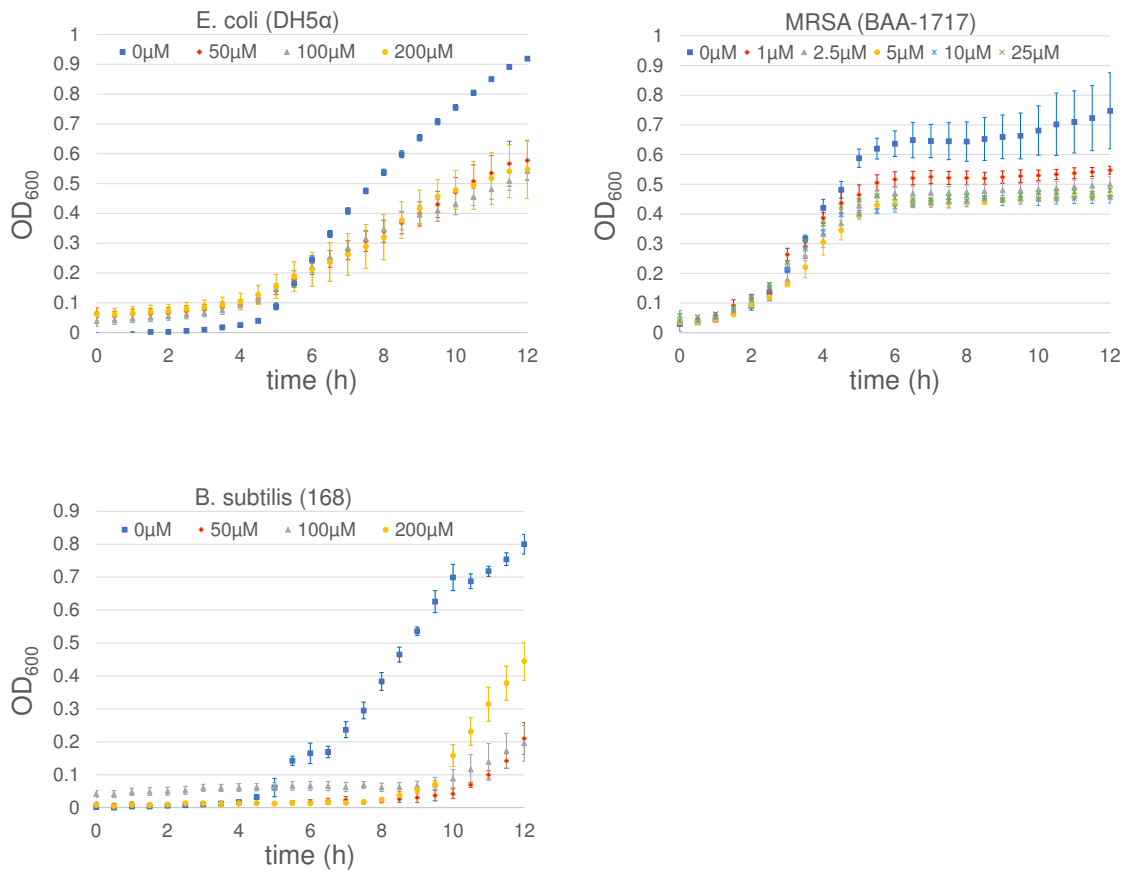 E. coli (DH5α)
0µM 50µM 100µM 200µM
1
0.9
0.8
0.7
0.6
0.5
0.4
0.3
0.2
0.1
0
OD600
0 2 4 6 8 10 12
time (h)
MRSA (BAA-1717)
0µM 1µM 2.5µM 5µM 10µM 25µM
1
0.9
0.8
0.7
0.6
0.5
0.4
0.3
0.2
0.1
0
OD600
0 2 4 6 8 10 12
time (h)
B. subtilis (168)
0µM 50µM 100µM 200µM
0.9
0.8
0.7
0.6
0.5
0.4
0.3
0.2
0.1
0
OD600
0 2 4 6 8 10 12
time (h)